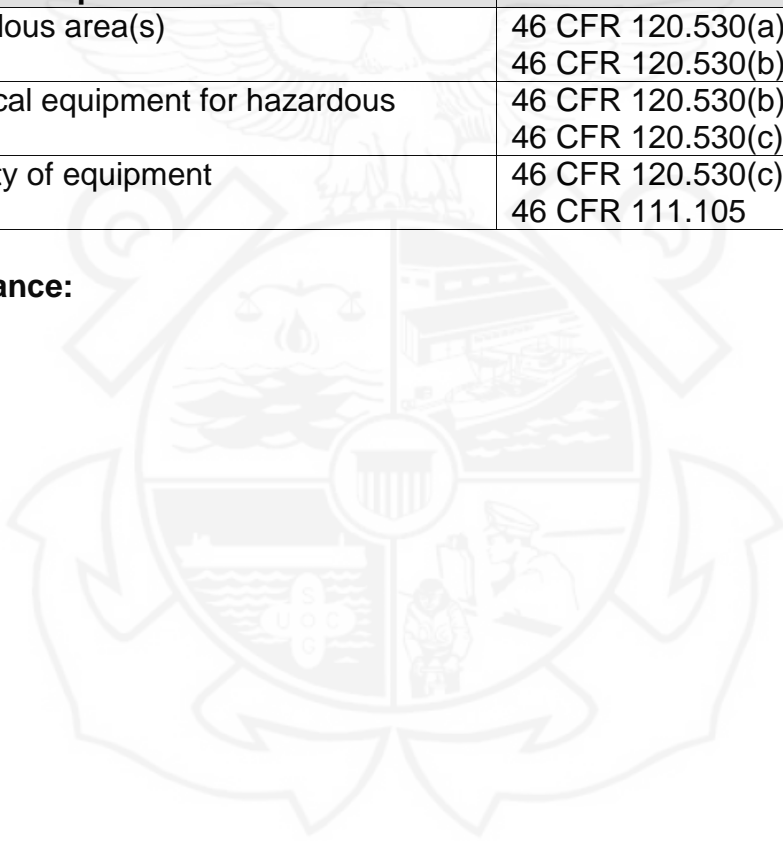 dous area(s) 46 CFR 120.530(a)
46 CFR 120.530(b)
cal equipment for hazardous 46 CFR 120.530(b)
46 CFR 120.530(c)
ty of equipment 46 CFR 120.530(c)
46 CFR 111.105
ance:
S
U O C
G